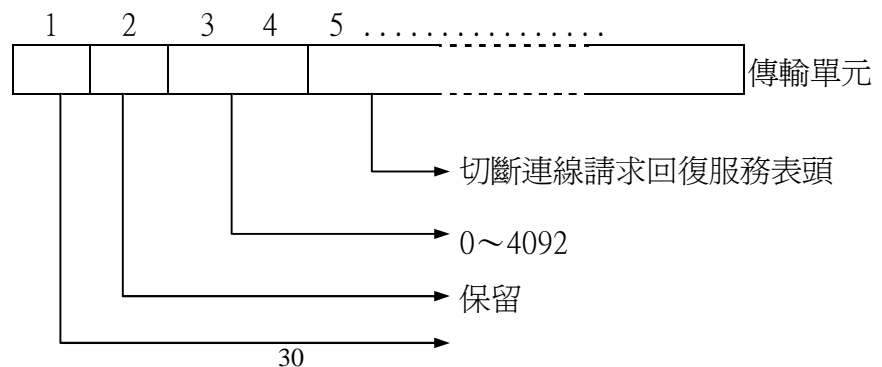 1 2 3 4 5 . . . . . . . . . . . . . . . .
傳輸單元
切斷連線請求回復服務表頭
0～4092
保留
30